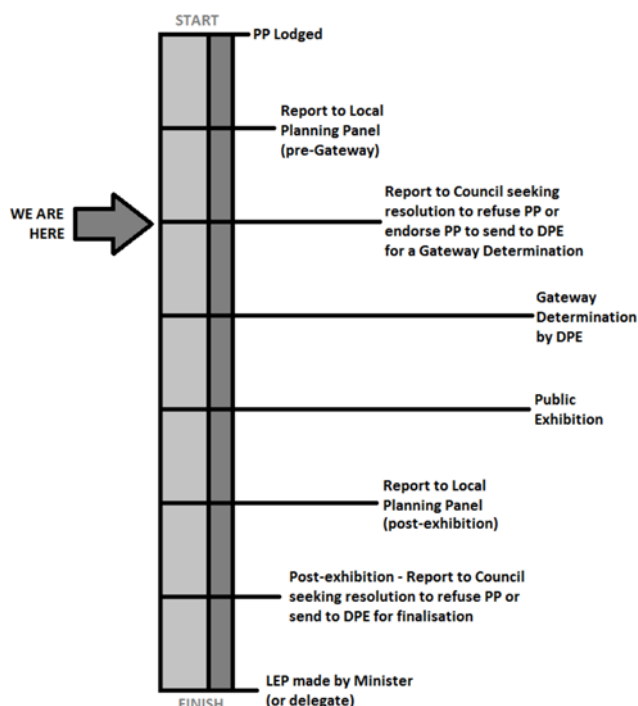 START
PP Lodged
Report to Local
Planning Panel
(pre-Gateway)
WE ARE
HERE
Report to Council seeking
resolution to refuse PP or
endorse PP to send to DPE
for a Gateway Determination
Gateway
Determination
by DPE
Public
Exhibition
Report to Local
Planning Panel
(post-exhibition)
Post-exhibition - Report to Council
seeking resolution to refuse PP or
send to DPE for finalisation
LEP made by Minister
(or delegate)
FINISH